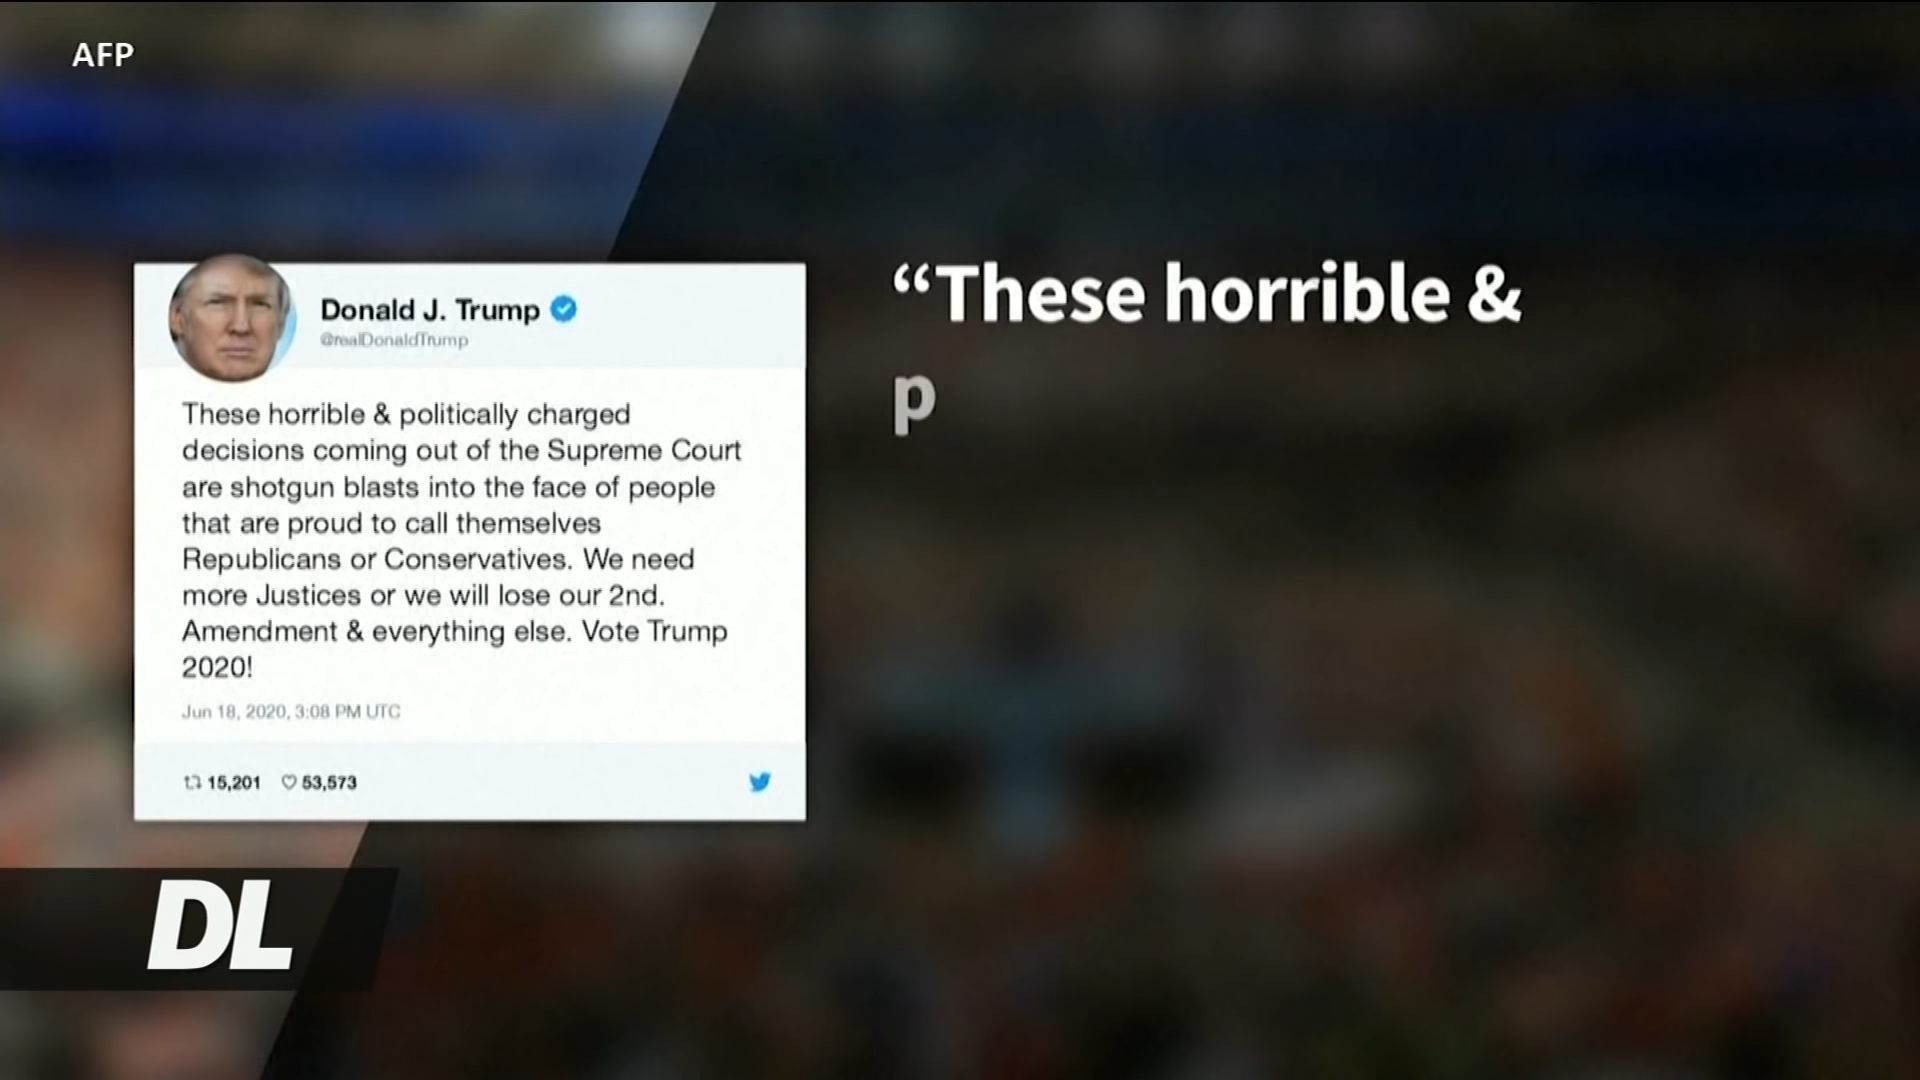 AFP
Donald J. Trump
@realDonaldTrump
These horrible & politically charged
decisions coming out of the Supreme Court
are shotgun blasts into the face of people
that are proud to call themselves
Republicans or Conservatives. We need
more Justices or we will lose our 2nd.
Amendment & everything else. Vote Trump
2020!
Jun 18, 2020, 3:08 PM UTC
15,201 53,573
“These horrible &
p
DL